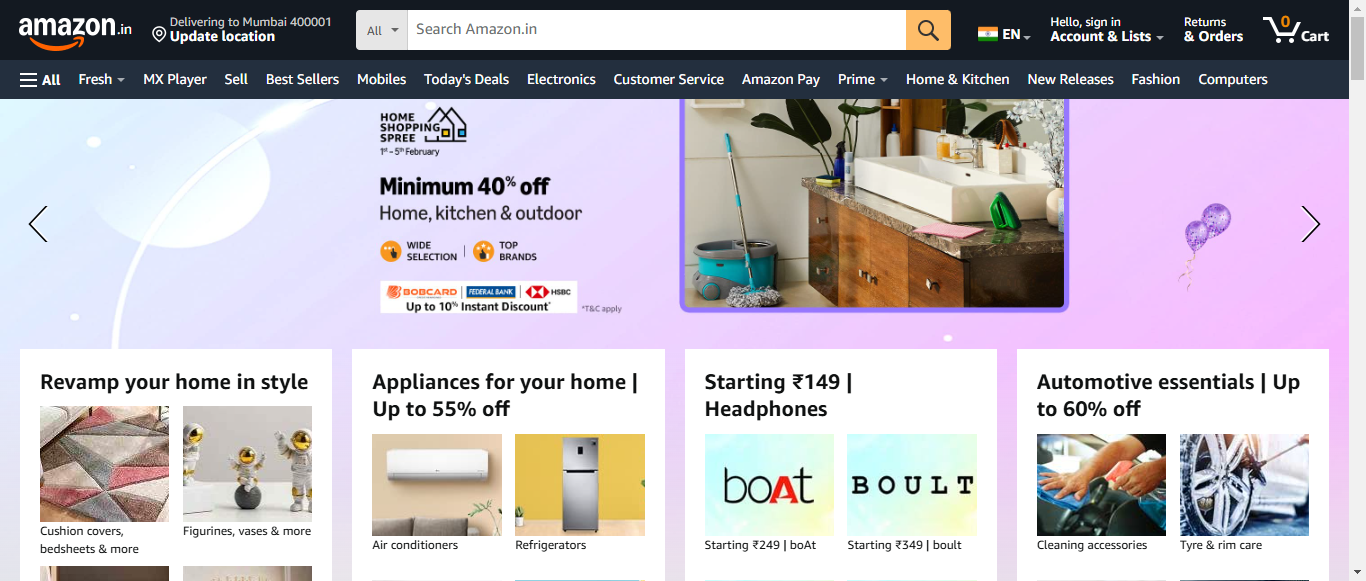 amazon.in
Delivering to Mumbai 400001
Update location
All
Search Amazon.in
EN
Hello, sign in
Account & Lists
Returns
& Orders
0
Cart
All
Fresh
MX Player
Sell
Best Sellers
Mobiles
Today's Deals
Electronics
Customer Service
Amazon Pay
Prime
Home & Kitchen
New Releases
Fashion
Computers
HOME
SHOPPING
SPREE
1st – 5th February
Minimum 40% off
Home, kitchen & outdoor
WIDE
SELECTION
TOP
BRANDS
BOBCARD | FEDERAL BANK | HSBC
Up to 10% Instant Discount*
*T&C apply
Revamp your home in style
Cushion covers,
bedsheets & more
Figurines, vases & more
Appliances for your home |
Up to 55% off
Air conditioners
Refrigerators
Starting ₹149 |
Headphones
boAt
BOULT
Starting ₹249 | boAt
Starting ₹349 | boult
Automotive essentials | Up
to 60% off
Cleaning accessories
Tyre & rim care